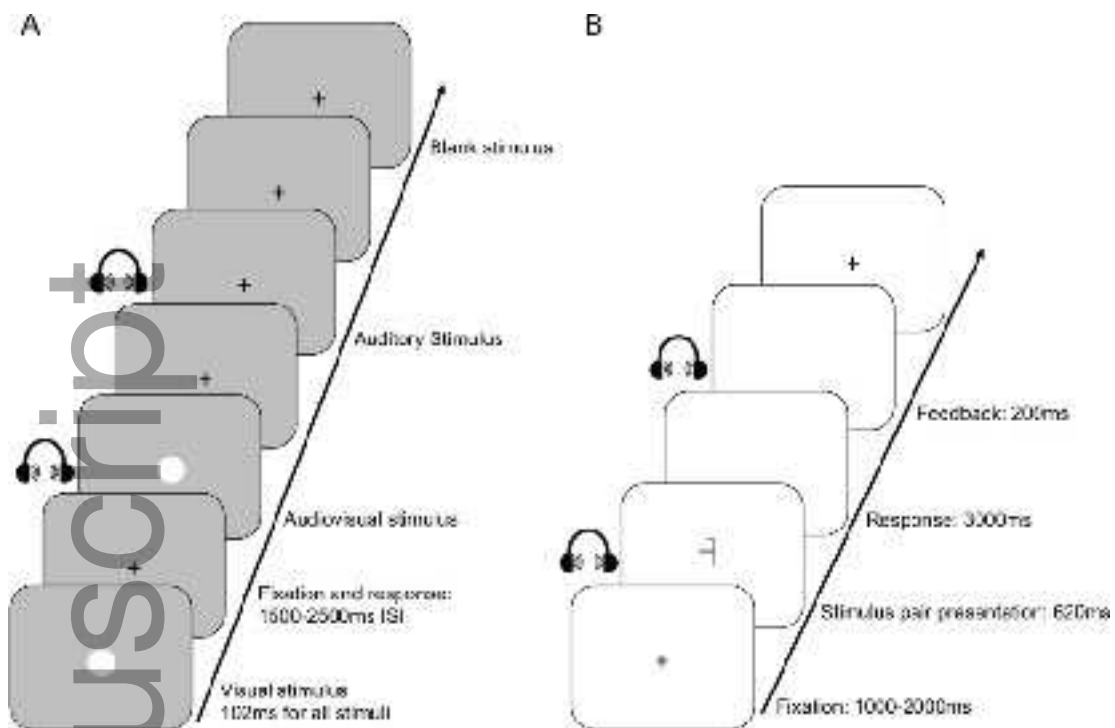 A
B
Blank stimulus
Auditory Stimulus
Audiovisual stimulus
Fixation and response:
1500-2500ms ISI
Visual stimulus
102ms for all stimuli
Feedback: 200ms
Response: 3000ms
Stimulus pair presentation: 620ms
Fixation: 1000-2000ms
uscript